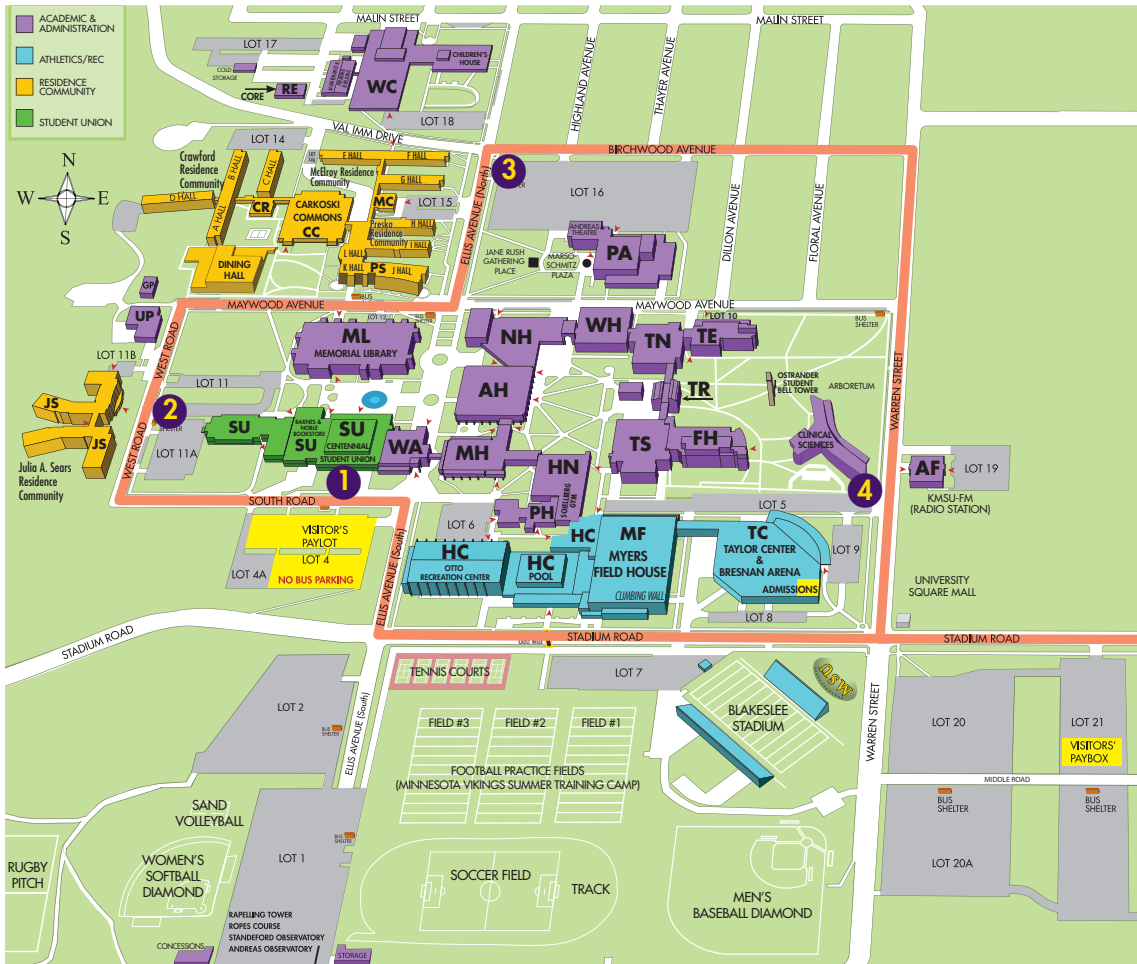 ACADEMIC &
ADMINISTRATION
ATHLETICS/REC
RESIDENCE
COMMUNITY
STUDENT UNION
N
W
E
S
MALIN STREET
MALIN STREET
LOT 17
COLD
STORAGE
RE
CORE
WC
CHILDREN'S
HOUSE
LOT 18
VAL IMM DRIVE
HIGHLAND AVENUE
THAYER AVENUE
DILLON AVENUE
FLORAL AVENUE
BIRCHWOOD AVENUE
LOT 14
Crawford
Residence
Community
D HALL
B HALL
A HALL
C HALL
CR
CARKOSKI
COMMONS
CC
DINING
HALL
E HALL
F HALL
McElroy Residence
Community
G HALL
MC
LOT 15
Preska
Residence
Community
H HALL
I HALL
L HALL
K HALL
PS
J HALL
ELLIS AVENUE (North)
3
LOT 16
ANDREAS
THEATRE
PA
JANE RUSH
GATHERING
PLACE
MARSO-
SCHMITZ
PLAZA
GP
UP
MAYWOOD AVENUE
MAYWOOD AVENUE
BUS
SHELTER
BUS
SHELTER
LOT 12
ML
MEMORIAL LIBRARY
NH
WH
TN
TE
LOT 10
BUS
SHELTER
LOT 11B
WEST ROAD
LOT 11
JS
JS
Julia A. Sears
Residence
Community
2
SHELTER
LOT 11A
WEST ROAD
SU
BARNES &
NOBLE
BOOKSTORE
SU
SU
CENTENNIAL
STUDENT UNION
WA
1
AH
MH
TR
TS
FH
OSTRANDER
STUDENT
BELL TOWER
ARBORETUM
CLINICAL
SCIENCES
WARREN STREET
4
AF
LOT 19
KMSU-FM
(RADIO STATION)
HN
SCHELLBERG
GYM
PH
SOUTH ROAD
VISITOR'S
PAYLOT
LOT 4
NO BUS PARKING
LOT 4A
ELLIS AVENUE (South)
LOT 6
LOT 5
HC
OTTO
RECREATION CENTER
HC
POOL
HC
MF
MYERS
FIELD HOUSE
CLIMBING WALL
TC
TAYLOR CENTER
&
BRESNAN ARENA
ADMISSIONS
LOT 9
LOT 8
UNIVERSITY
SQUARE MALL
STADIUM ROAD
STADIUM ROAD
STADIUM ROAD
TENNIS COURTS
LOT 7
MSU
BLAKESLEE
STADIUM
WARREN STREET
LOT 2
BUS
SHELTER
ELLIS AVENUE (South)
FIELD #3
FIELD #2
FIELD #1
FOOTBALL PRACTICE FIELDS
(MINNESOTA VIKINGS SUMMER TRAINING CAMP)
LOT 20
LOT 21
VISITORS'
PAYBOX
MIDDLE ROAD
BUS
SHELTER
BUS
SHELTER
LOT 20A
SAND
VOLLEYBALL
WOMEN'S
SOFTBALL
DIAMOND
RUGBY
PITCH
LOT 1
BUS
SHELTER
SOCCER FIELD
TRACK
MEN'S
BASEBALL DIAMOND
RAPELLING TOWER
ROPES COURSE
STANDEFORD OBSERVATORY
ANDREAS OBSERVATORY
CONCESSIONS
STORAGE